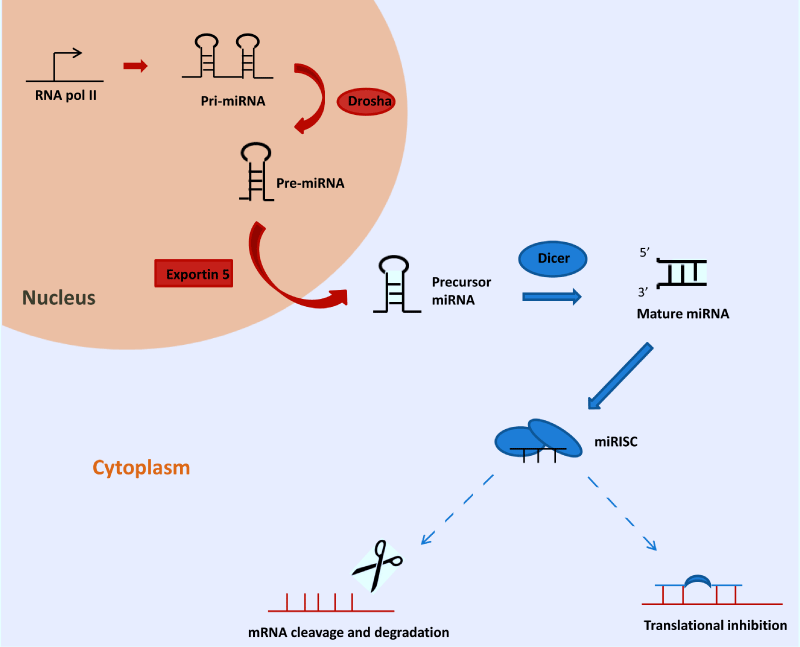 RNA pol II
Pri-miRNA
Drosha
Pre-miRNA
Exportin 5
Nucleus
Precursor
miRNA
Dicer
5’
3’
Mature miRNA
miRISC
Cytoplasm
mRNA cleavage and degradation
Translational inhibition